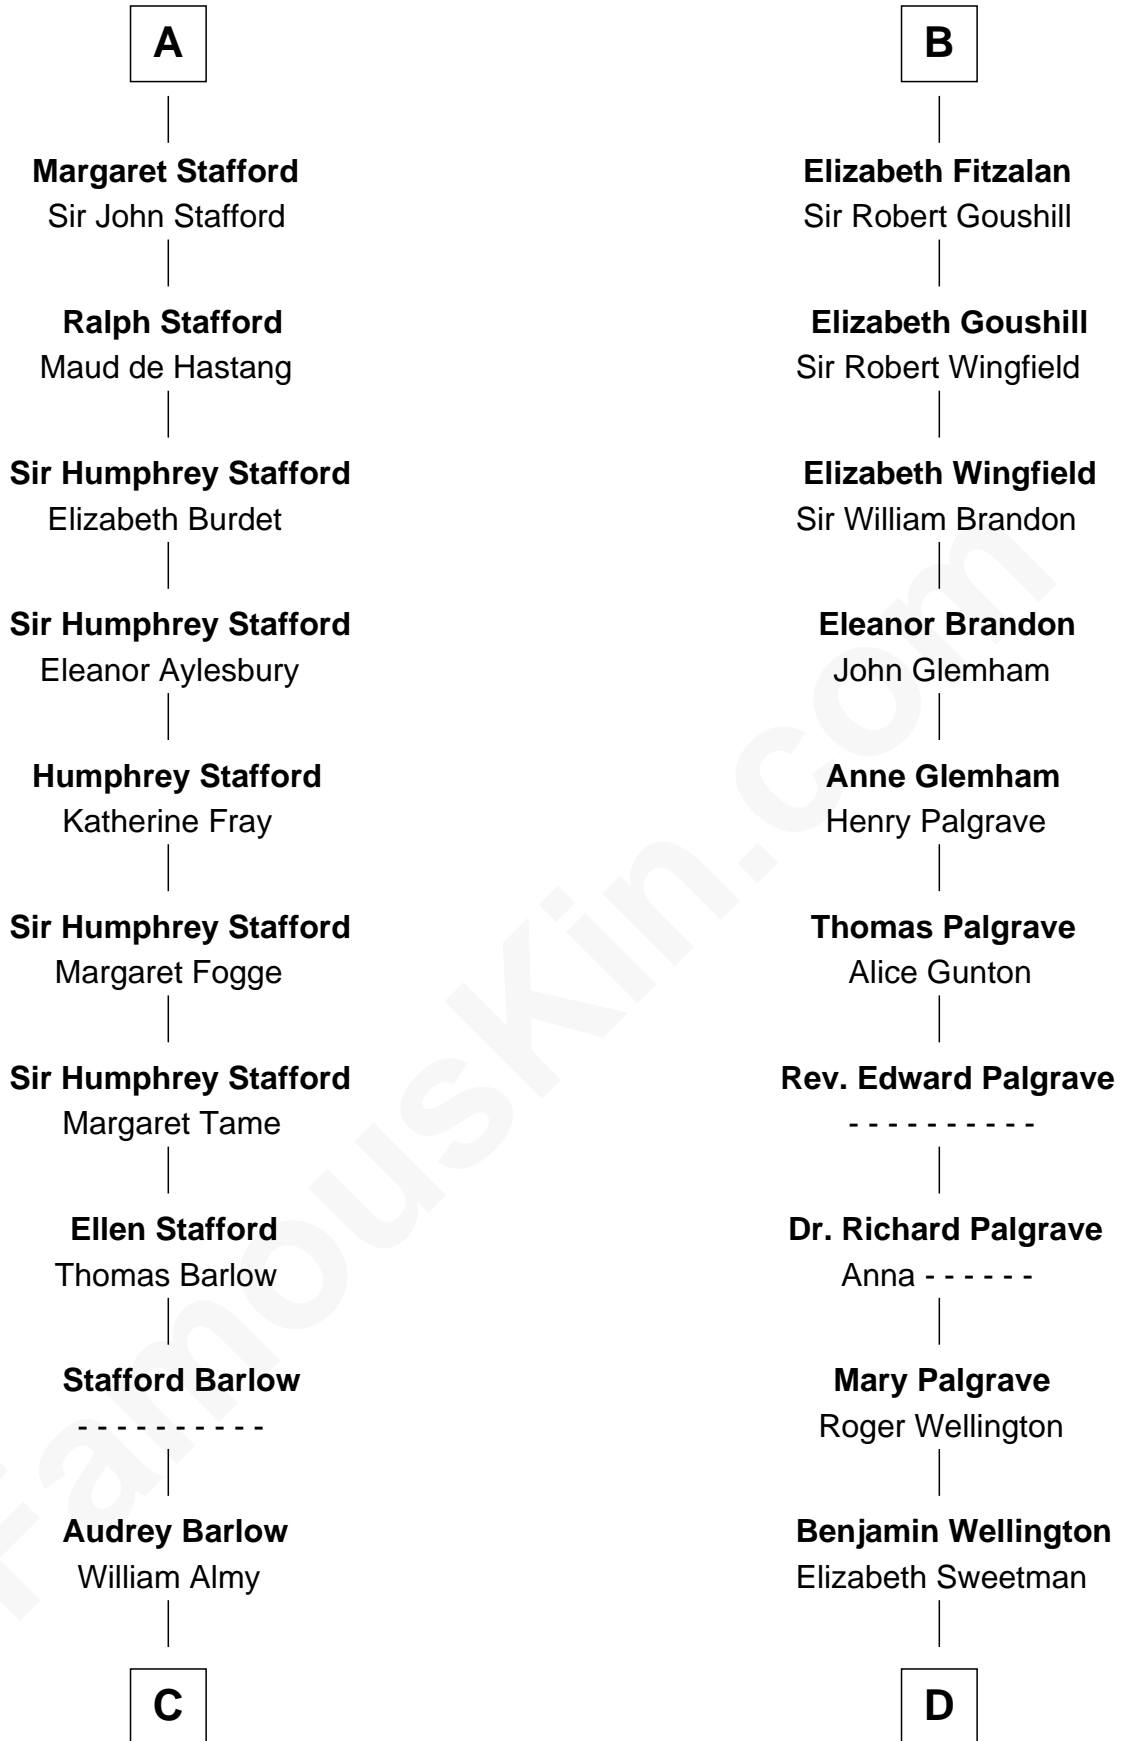 A
Margaret Stafford
Sir John Stafford
Ralph Stafford
Maud de Hastang
Sir Humphrey Stafford
Elizabeth Burdet
Sir Humphrey Stafford
Eleanor Aylesbury
Humphrey Stafford
Katherine Fray
Sir Humphrey Stafford
Margaret Fogge
Sir Humphrey Stafford
Margaret Tame
Ellen Stafford
Thomas Barlow
Stafford Barlow
- - - - - - - - - -
Audrey Barlow
William Almy
C
B
Elizabeth Fitzalan
Sir Robert Goushill
Elizabeth Goushill
Sir Robert Wingfield
Elizabeth Wingfield
Sir William Brandon
Eleanor Brandon
John Glemham
Anne Glemham
Henry Palgrave
Thomas Palgrave
Alice Gunton
Rev. Edward Palgrave
- - - - - - - - - -
Dr. Richard Palgrave
Anna - - - - - -
Mary Palgrave
Roger Wellington
Benjamin Wellington
Elizabeth Sweetman
D
FamousKin.com